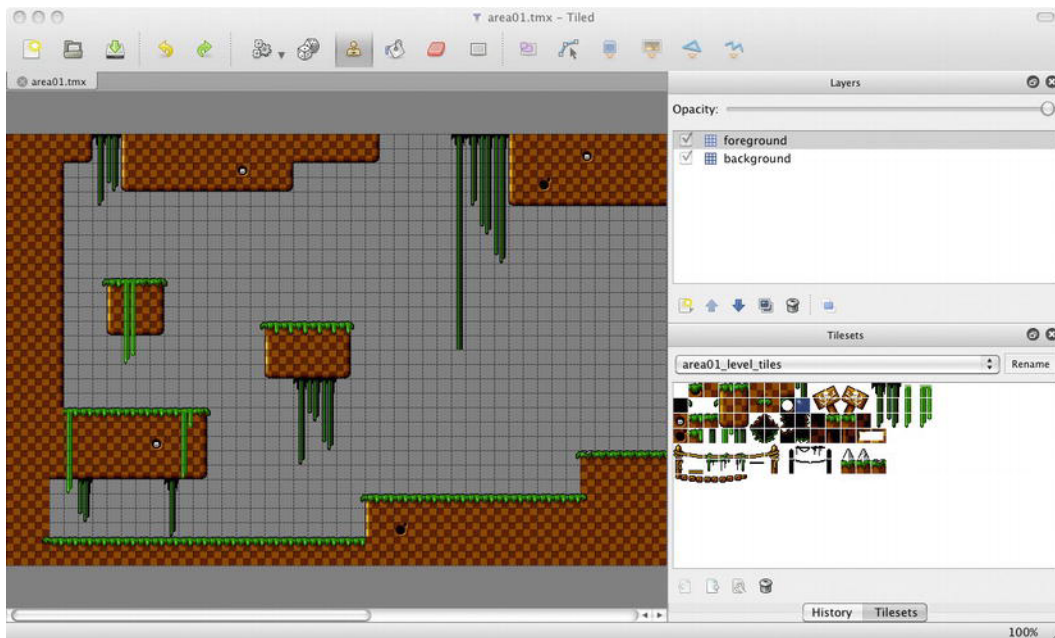 area01.tmx – Tiled
area01.tmx
Layers
Opacity:
foreground
background
Tilesets
area01_level_tiles
Rename
History
Tilesets
100%